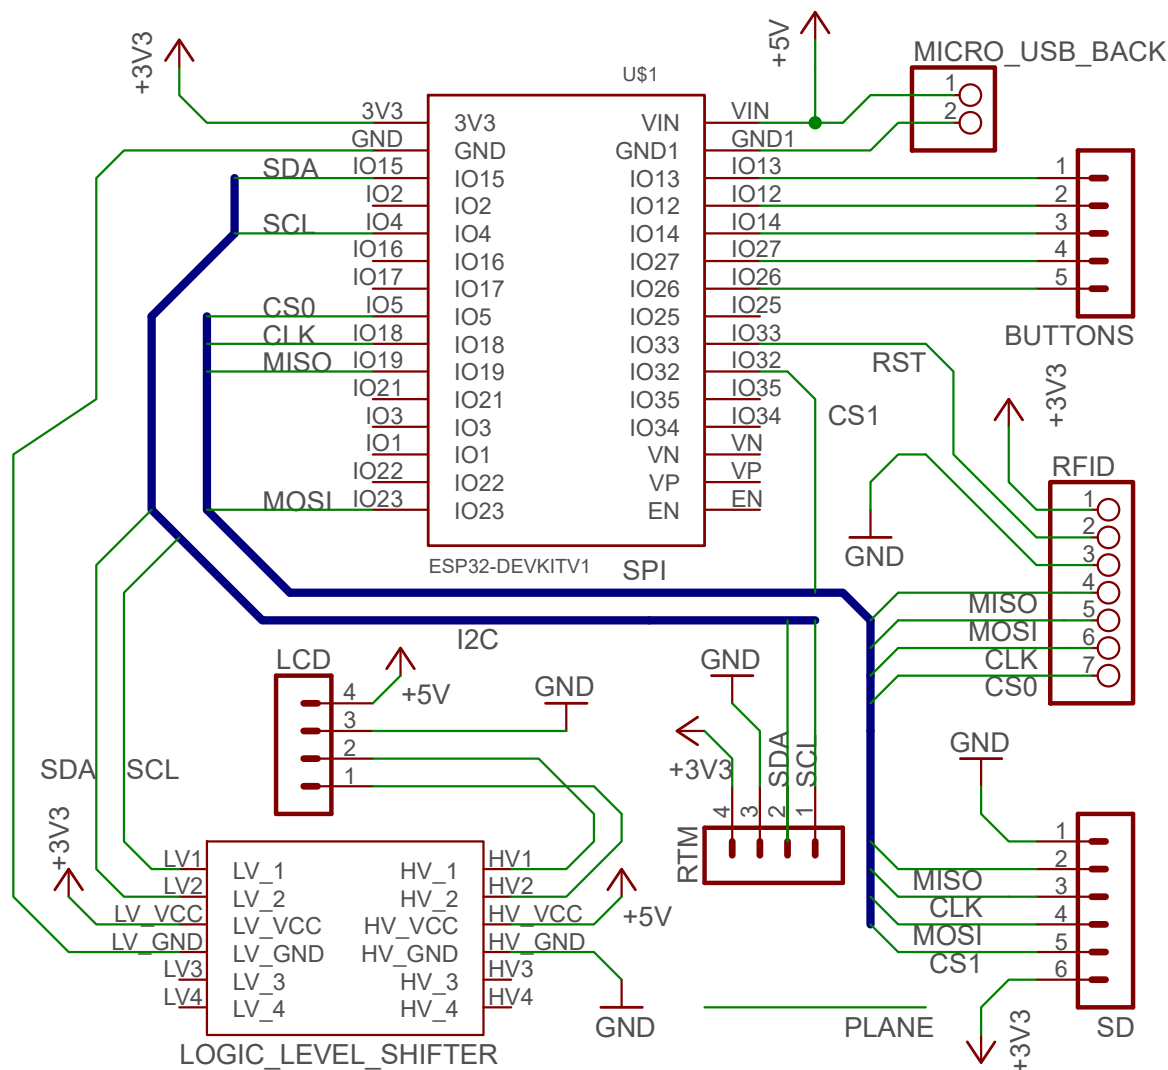 +3V3
U$1
+5V
MICRO_USB_BACK
1
2
3V3
GND
SDA
IO15
IO2
SCL
IO4
IO16
IO17
CS0
IO5
CLK
IO18
MISO
IO19
IO21
IO3
IO1
IO22
MOSI
IO23
3V3
GND
IO15
IO2
IO4
IO16
IO17
IO5
IO18
IO19
IO21
IO3
IO1
IO22
IO23
VIN
GND1
IO13
IO12
IO14
IO27
IO26
IO25
IO33
IO32
IO35
IO34
VN
VP
EN
VIN
GND1
IO13
IO12
IO14
IO27
IO26
IO25
IO33
IO32
IO35
IO34
VN
VP
EN
ESP32-DEVKITV1
1
2
3
4
5
BUTTONS
RST
CS1
+3V3
GND
RFID
1
2
3
4
5
6
7
MISO
MOSI
CLK
CS0
SPI
I2C
LCD
4
3
2
1
+5V
GND
SDA
SCL
+3V3
GND
+3V3
SDA
SCL
4
3
2
1
RTM
LV1
LV2
LV_VCC
LV_GND
LV3
LV4
LV_1
LV_2
LV_VCC
LV_GND
LV_3
LV_4
HV_1
HV_2
HV_VCC
HV_GND
HV_3
HV_4
HV1
HV2
HV_VCC
HV_GND
HV3
HV4
+5V
GND
LOGIC_LEVEL_SHIFTER
PLANE
GND
1
2
3
4
5
6
MISO
CLK
MOSI
CS1
+3V3
SD